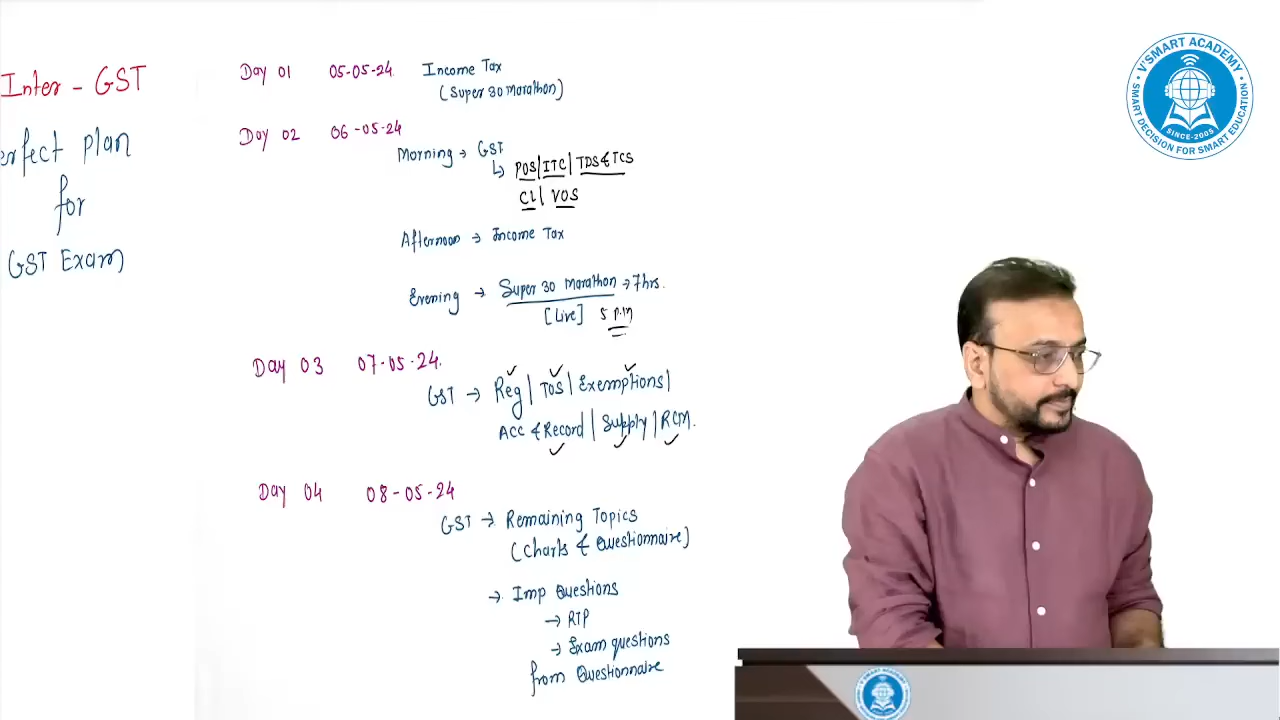 Inter - GST
erfect plan
for
GST Exam
Day 01 05-05-24 Income Tax
(Super 30 Marathon)
Day 02 06-05-24
Morning → GST
↳ POS | ITC | TDS & TCS
CL | VOS
Afternoon → Income Tax
Evening → Super 30 Marathon → 7hrs.
[Live] 5 P.M
Day 03 07-05-24.
GST → Reg | TOS | Exemptions |
Acc & Record | Supply | RCM.
Day 04 08-05-24
GST → Remaining Topics
(Charts & Questionnaire)
→ Imp Questions
→ RTP
→ Exam questions
from Questionnaire
V'SMART ACADEMY
SMART DECISION FOR SMART EDUCATION
SINCE-2005
V'SMART ACADEMY